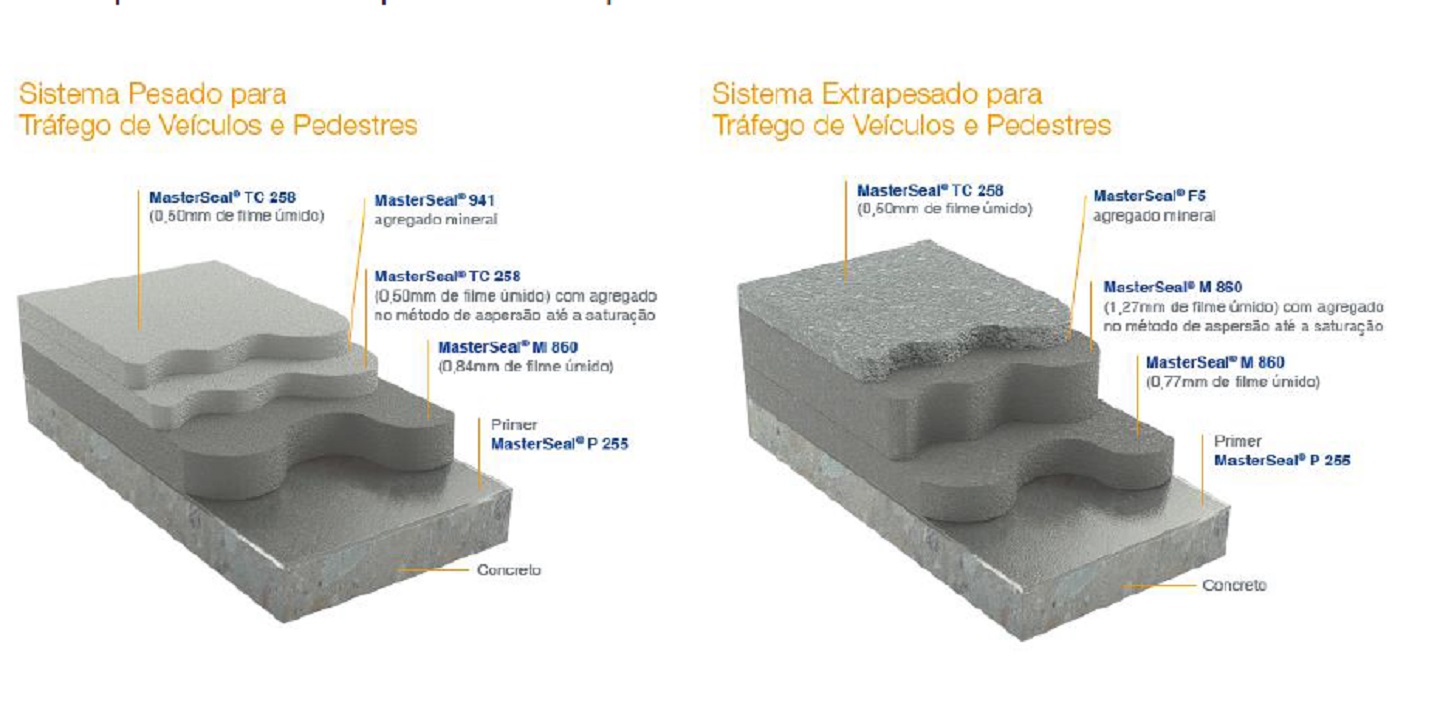 Sistema Pesado para
Tráfego de Veículos e Pedestres
MasterSeal® TC 258
(0,50mm de filme úmido)
MasterSeal® 941
agregado mineral
MasterSeal® TC 258
(0,50mm de filme úmido) com agregado
no método de aspersão até a saturação
MasterSeal® M 860
(0,84mm de filme úmido)
Primer
MasterSeal® P 255
Concreto
Sistema Extrapesado para
Tráfego de Veículos e Pedestres
MasterSeal® TC 258
(0,50mm de filme úmido)
MasterSeal® F5
agregado mineral
MasterSeal® M 860
(1,27mm de filme úmido) com agregado
no método de aspersão até a saturação
MasterSeal® M 860
(0,77mm de filme úmido)
Primer
MasterSeal® P 255
Concreto